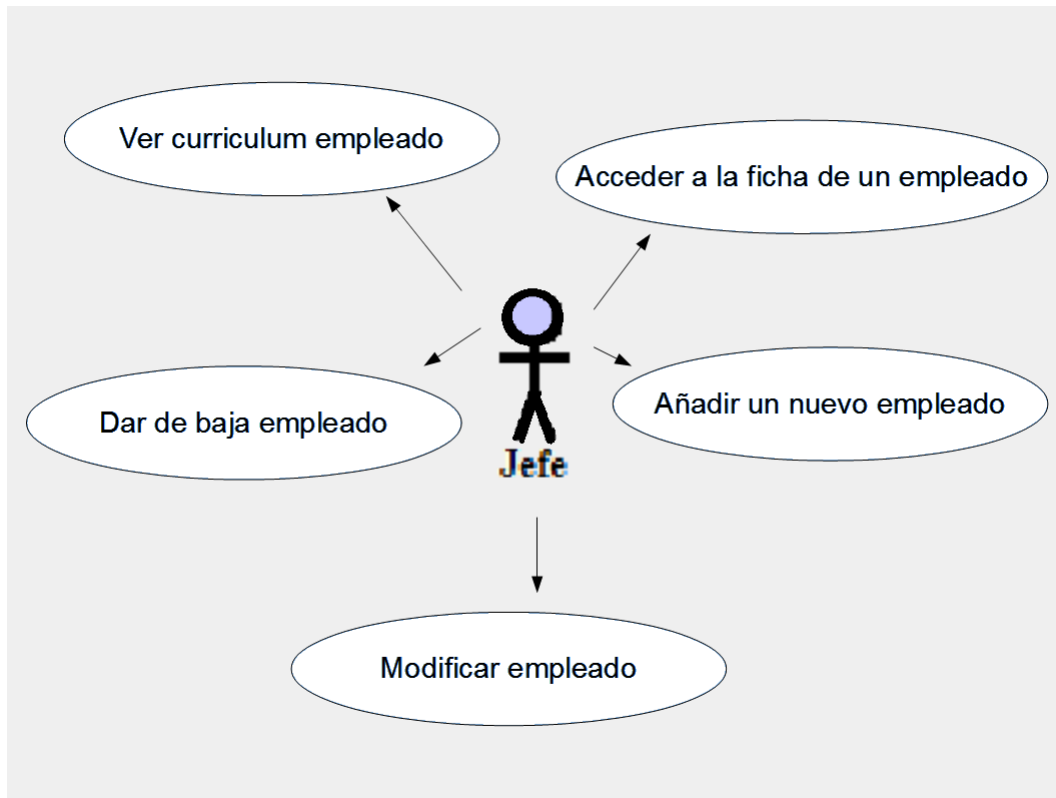 Ver curriculum empleado
Acceder a la ficha de un empleado
Dar de baja empleado
Añadir un nuevo empleado
Jefe
Modificar empleado